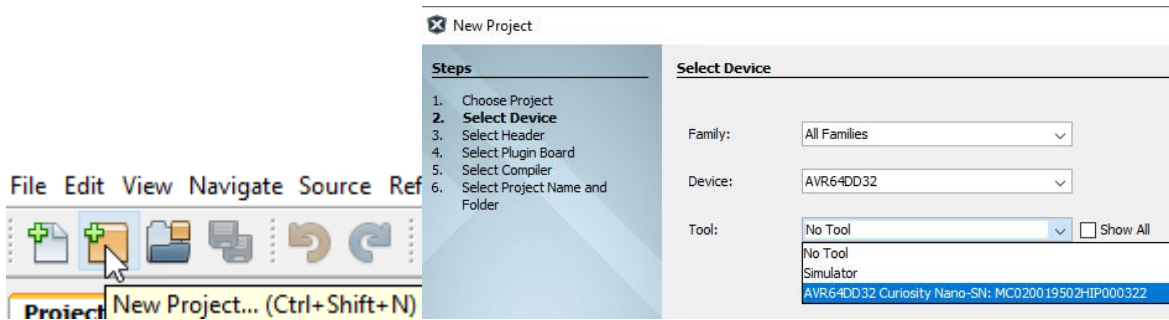 File Edit View Navigate Source Ref
New Project... (Ctrl+Shift+N)
Project
New Project
Steps
1. Choose Project
2. Select Device
3. Select Header
4. Select Plugin Board
5. Select Compiler
6. Select Project Name and
Folder
Select Device
Family: All Families
Device: AVR64DD32
Tool: No Tool Show All
No Tool
Simulator
AVR64DD32 Curiosity Nano-SN: MC020019502HIP000322